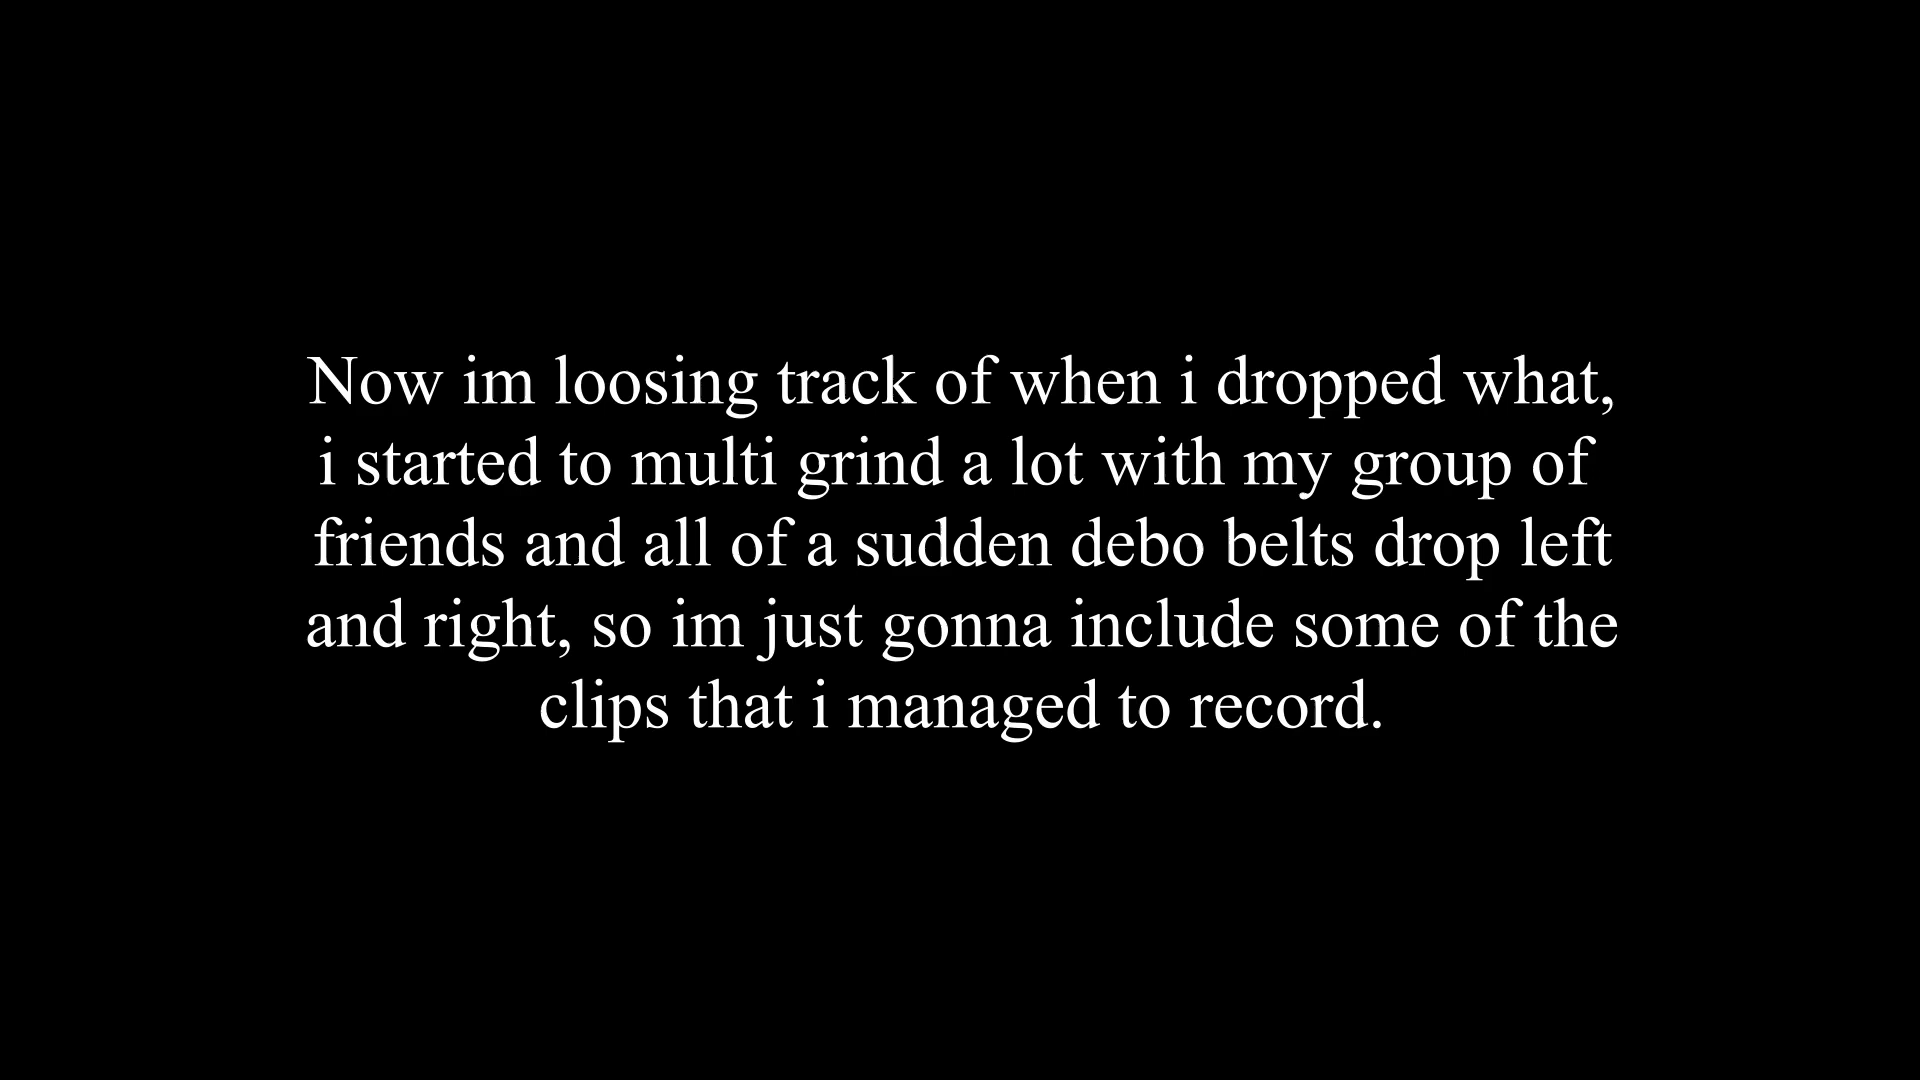 Now im loosing track of when i dropped what,
i started to multi grind a lot with my group of
friends and all of a sudden debo belts drop left
and right, so im just gonna include some of the
clips that i managed to record.